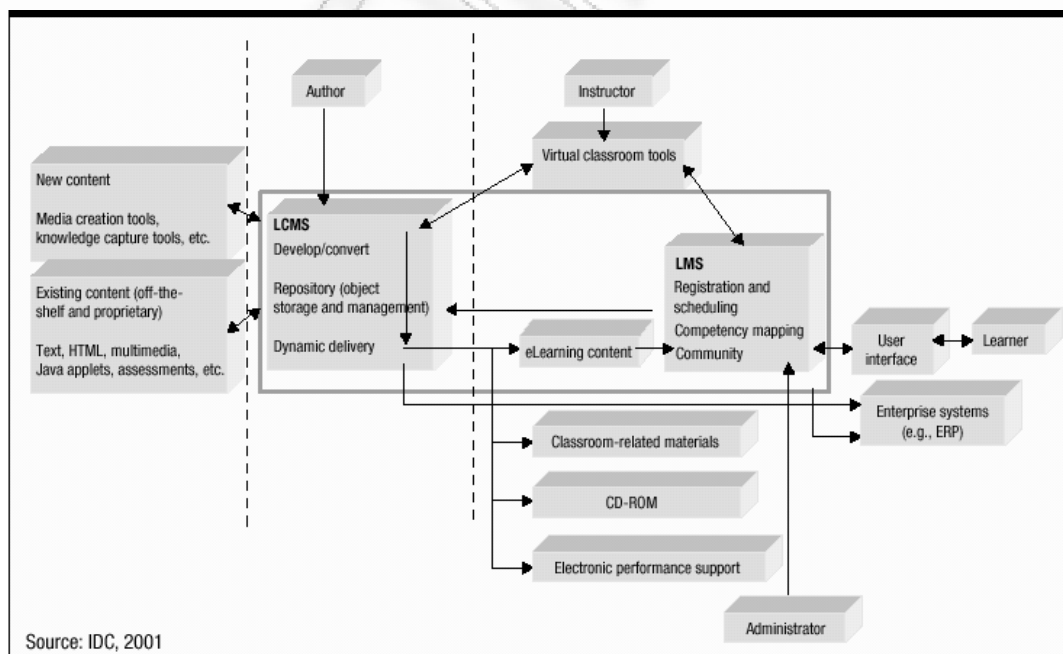 Author
Instructor
Virtual classroom tools
New content
Media creation tools,
knowledge capture tools, etc.
Existing content (off-the-
shelf and proprietary)
Text, HTML, multimedia,
Java applets, assessments, etc.
LCMS
Develop/convert
Repository (object
storage and management)
Dynamic delivery
eLearning content
LMS
Registration and
scheduling
Competency mapping
Community
User
interface
Learner
Enterprise systems
(e.g., ERP)
Classroom-related materials
CD-ROM
Electronic performance support
Administrator
Source: IDC, 2001